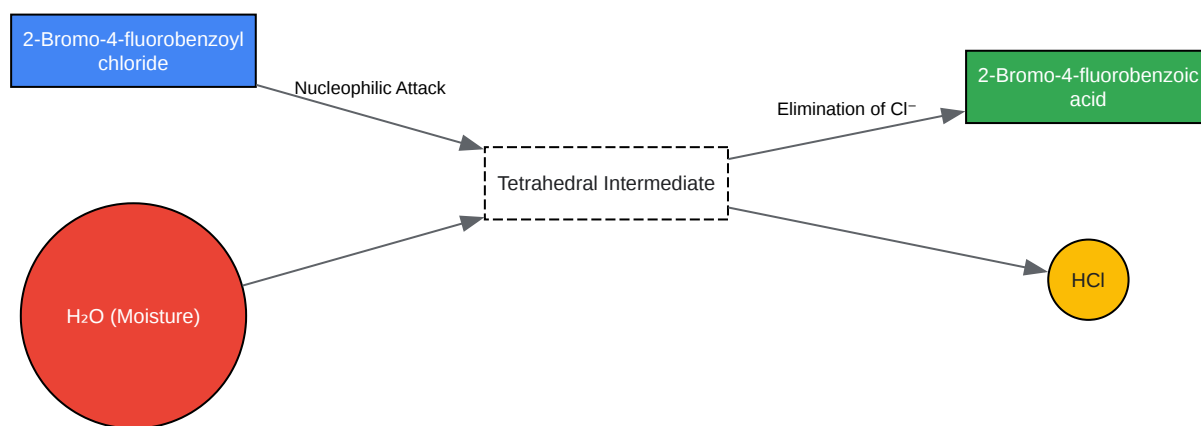 2-Bromo-4-fluorobenzoyl
chloride
Nucleophilic Attack
H₂O (Moisture)
Tetrahedral Intermediate
Elimination of Cl⁻
2-Bromo-4-fluorobenzoic
acid
HCl